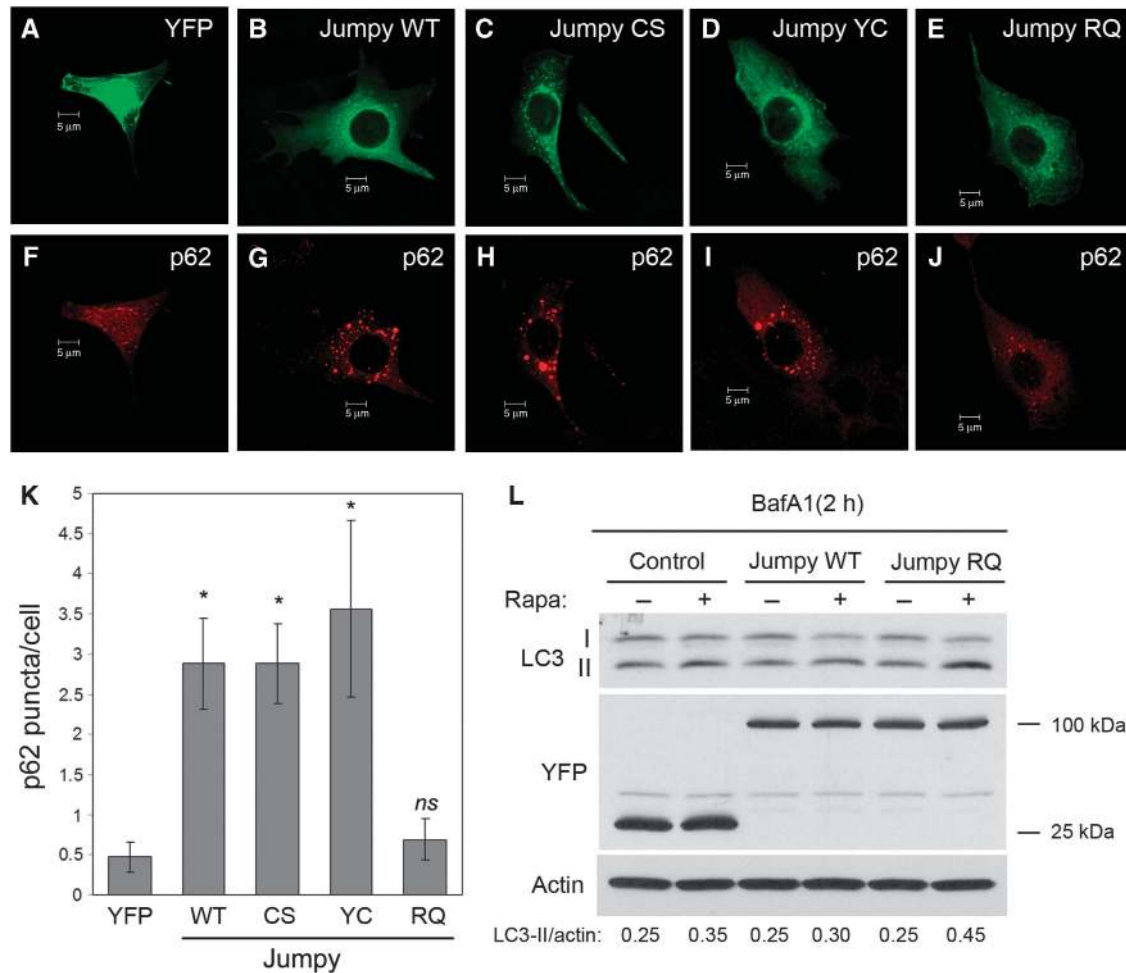 A YFP
B Jumpy WT
C Jumpy CS
D Jumpy YC
E Jumpy RQ
5 μm
5 μm
5 μm
5 μm
5 μm
F p62
G p62
H p62
I p62
J p62
5 μm
5 μm
5 μm
5 μm
5 μm
K
p62 puncta/cell
5
4.5
4
3.5
3
2.5
2
1.5
1
0.5
0
* * * ns
YFP WT CS YC RQ
Jumpy
L
BafA1(2 h)
Control Jumpy WT Jumpy RQ
Rapa: – + – + – +
LC3 I
II
YFP
100 kDa
25 kDa
Actin
LC3-II/actin: 0.25 0.35 0.25 0.30 0.25 0.45